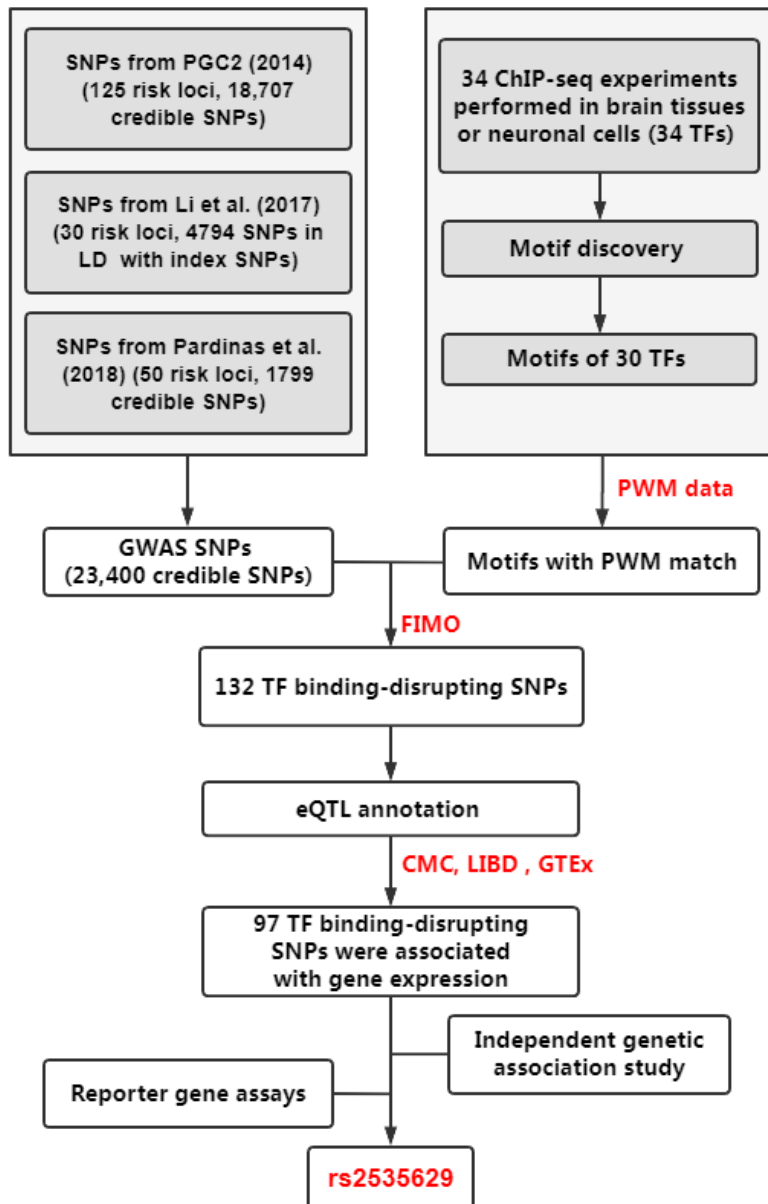 SNPs from PGC2 (2014)
(125 risk loci, 18,707
credible SNPs)
SNPs from Li et al. (2017)
(30 risk loci, 4794 SNPs in
LD with index SNPs)
SNPs from Pardinas et al.
(2018) (50 risk loci, 1799
credible SNPs)
34 ChIP-seq experiments
performed in brain tissues
or neuronal cells (34 TFs)
Motif discovery
Motifs of 30 TFs
PWM data
GWAS SNPs
(23,400 credible SNPs)
Motifs with PWM match
FIMO
132 TF binding-disrupting SNPs
eQTL annotation
CMC, LIBD , GTEx
97 TF binding-disrupting
SNPs were associated
with gene expression
Independent genetic
association study
Reporter gene assays
rs2535629